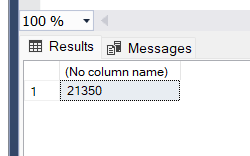 100 %
Results Messages
(No column name)
1 21350